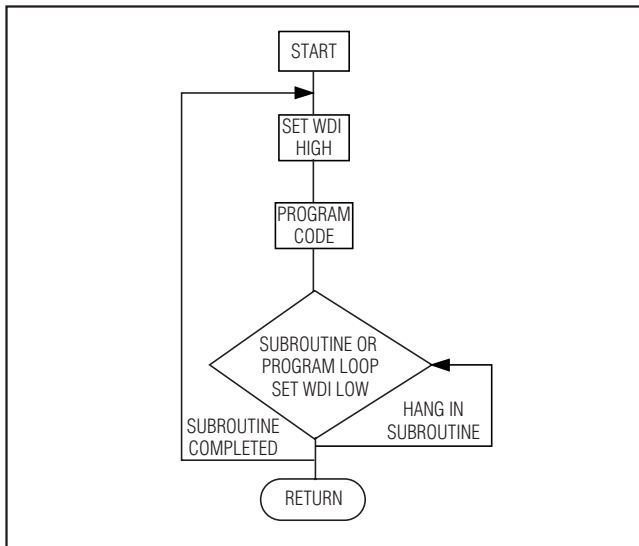 START
SET WDI
HIGH
PROGRAM
CODE
SUBROUTINE OR
PROGRAM LOOP
SET WDI LOW
SUBROUTINE
COMPLETED
HANG IN
SUBROUTINE
RETURN